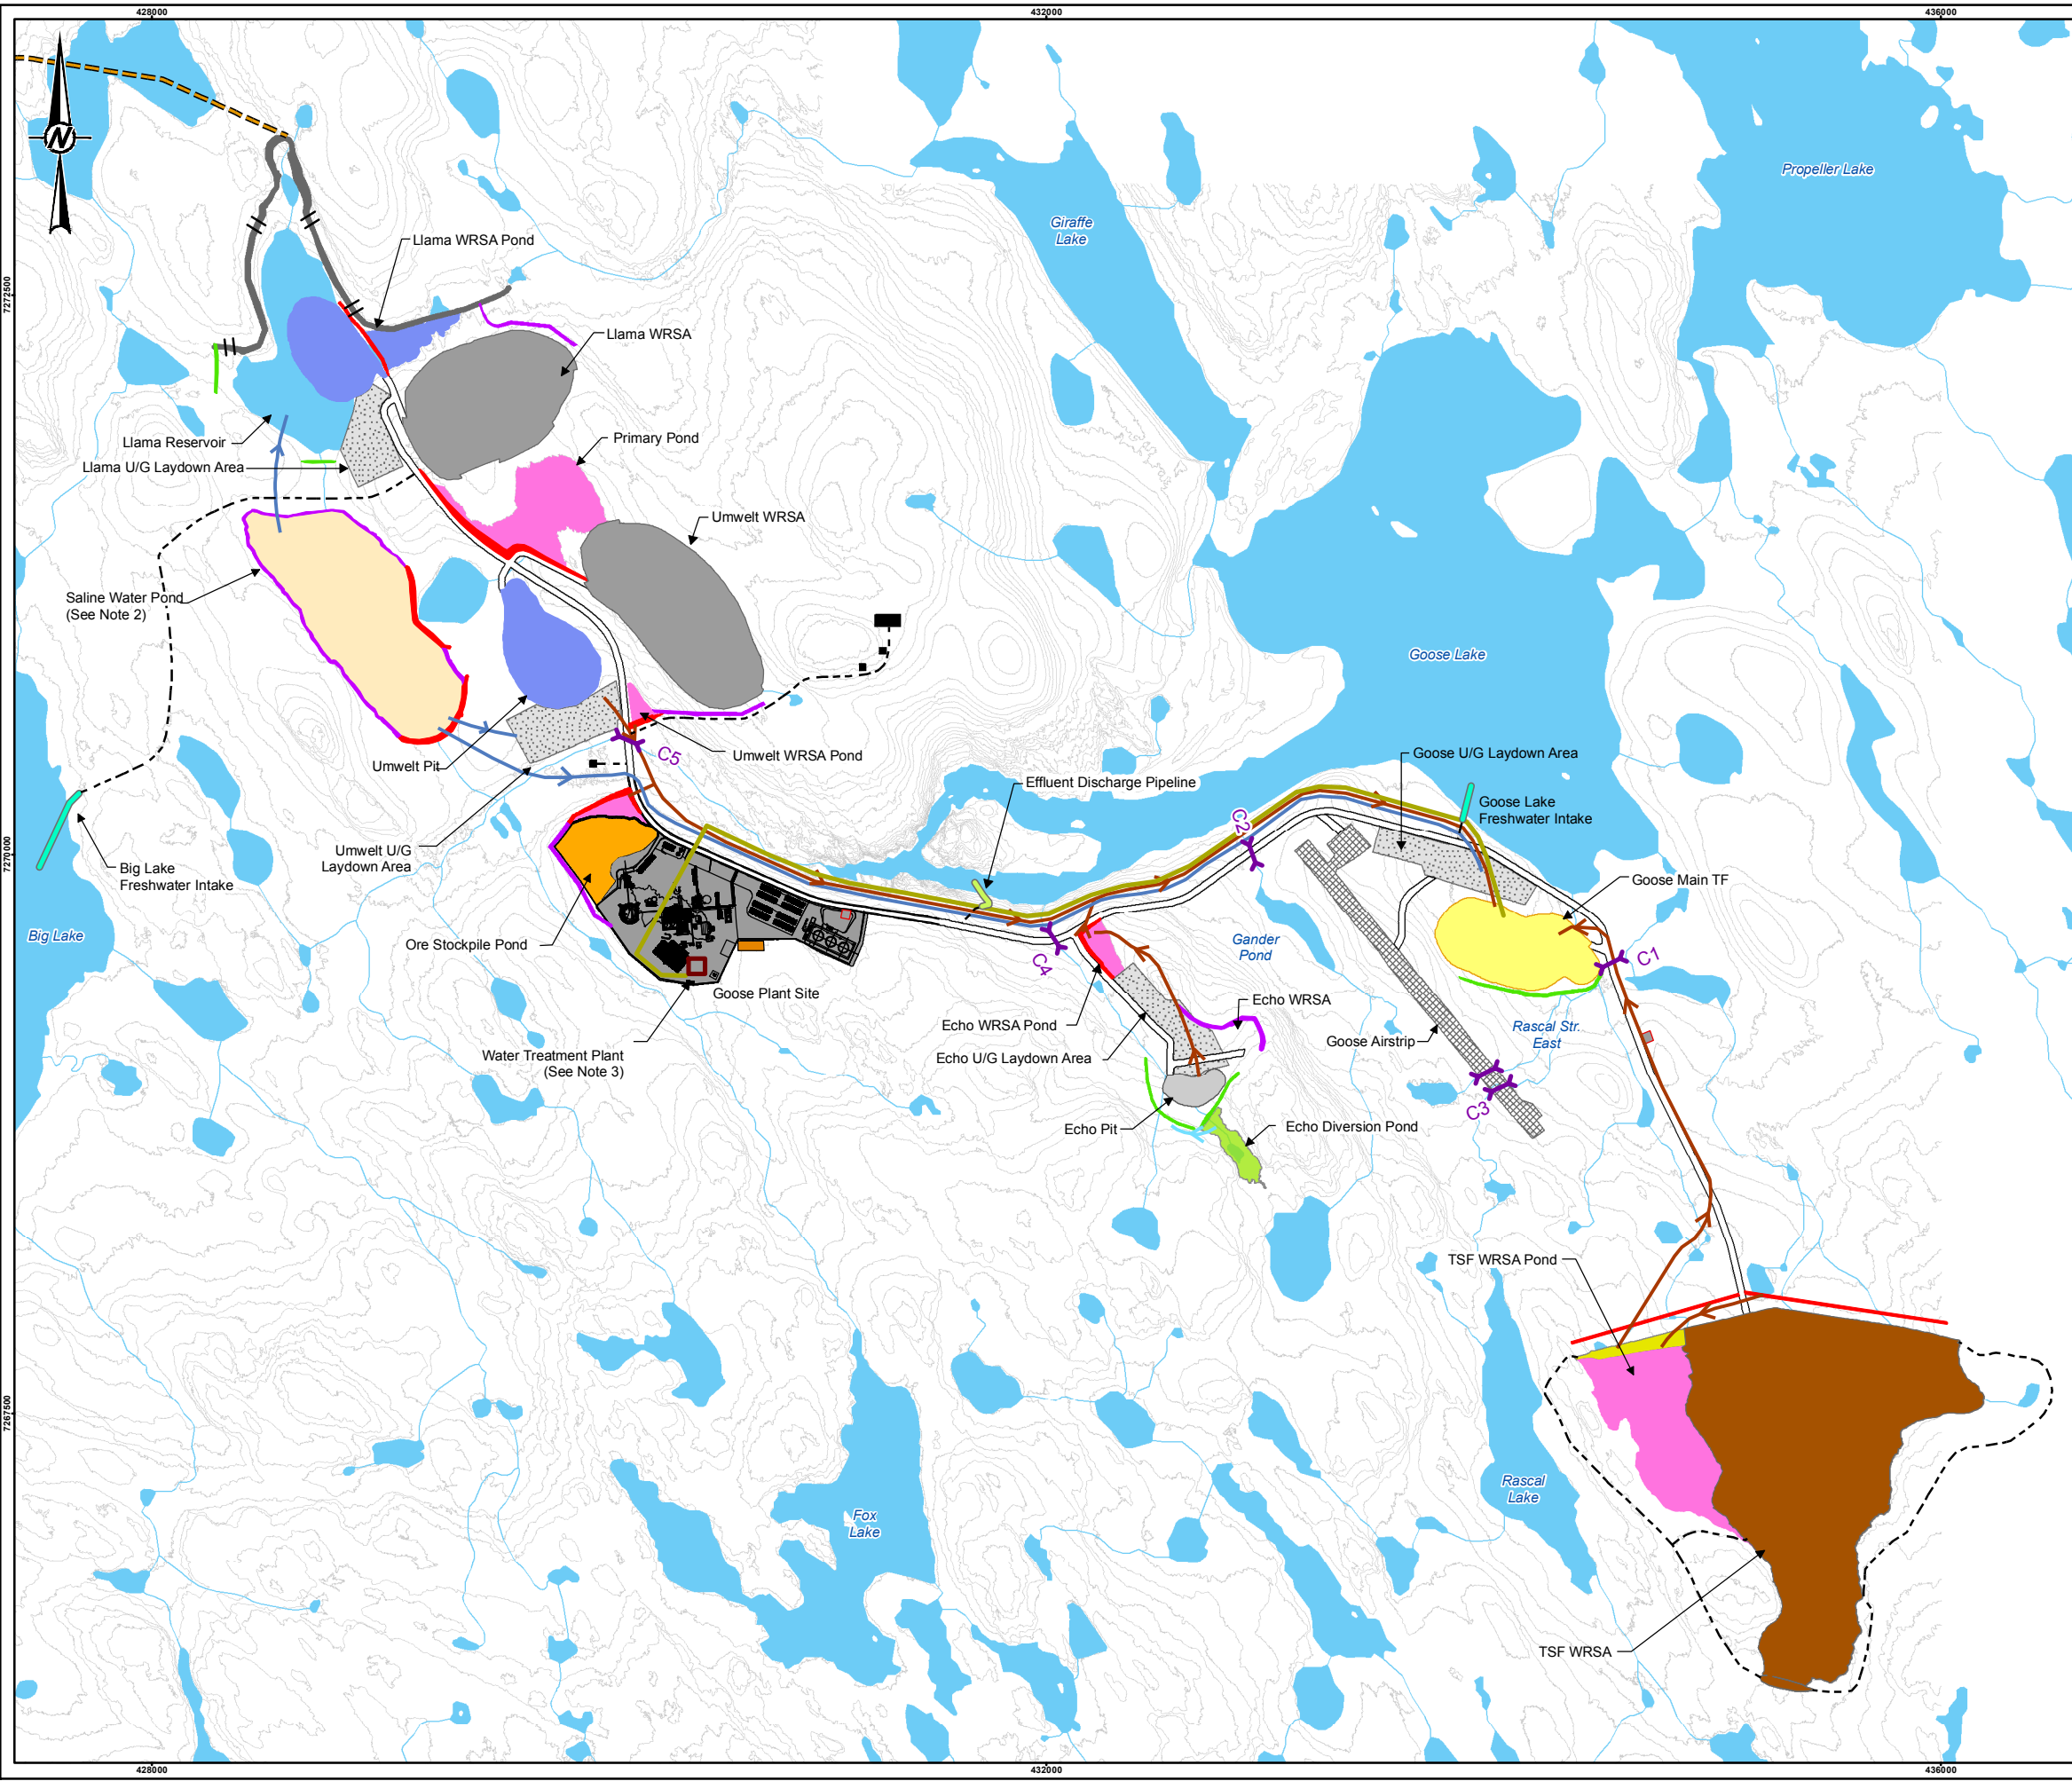 428000
432000
436000
N
Propeller Lake
Giraffe
Lake
Llama WRSA Pond
7272500
Llama WRSA
Primary Pond
Llama Reservoir
Llama U/G Laydown Area
Umwelt WRSA
Saline Water Pond
(See Note 2)
Goose Lake
Umwelt WRSA Pond
C5
Umwelt Pit
Goose U/G Laydown Area
Effluent Discharge Pipeline
Goose Lake
Freshwater Intake
C2
7270000
Umwelt U/G
Laydown Area
Big Lake
Freshwater Intake
Goose Main TF
Big Lake
Ore Stockpile Pond
Gander
Pond
C4
C1
Goose Plant Site
Echo WRSA
Echo WRSA Pond
Rascal Str.
East
Goose Airstrip
Water Treatment Plant
(See Note 3)
Echo U/G Laydown Area
C3
Echo Pit
Echo Diversion Pond
TSF WRSA Pond
7267500
Rascal
Lake
Fox
Lake
TSF WRSA
428000
432000
436000